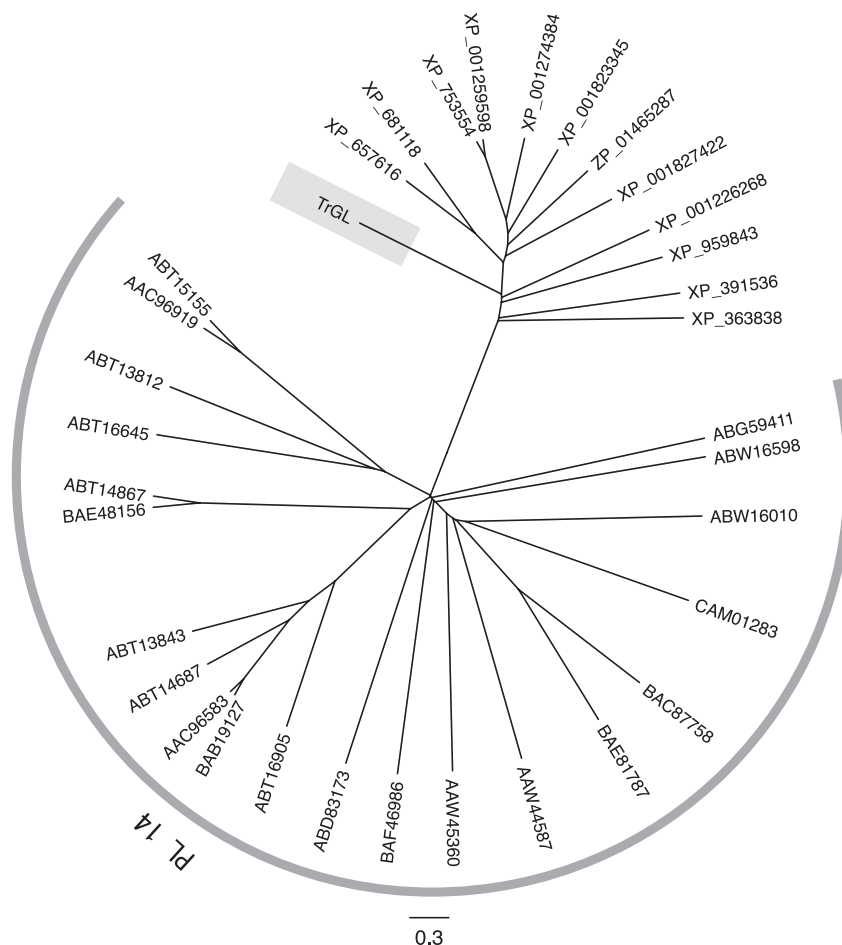 XP_001259598
XP_001274384
XP_753554
XP_001823345
XP_681118
ZP_01465287
XP_657616
XP_001827422
TrGL
XP_001226268
XP_959843
XP_391536
XP_363838
ABT15155
AAC96919
ABT13812
ABT16645
ABT14867
BAE48156
ABG59411
ABW16598
ABW16010
CAM01283
BAC87758
BAE81787
AAW44587
AAW45360
BAF46986
ABD83173
ABT16905
BAB19127
AAC96583
ABT14687
ABT13843
PL 14
0.3